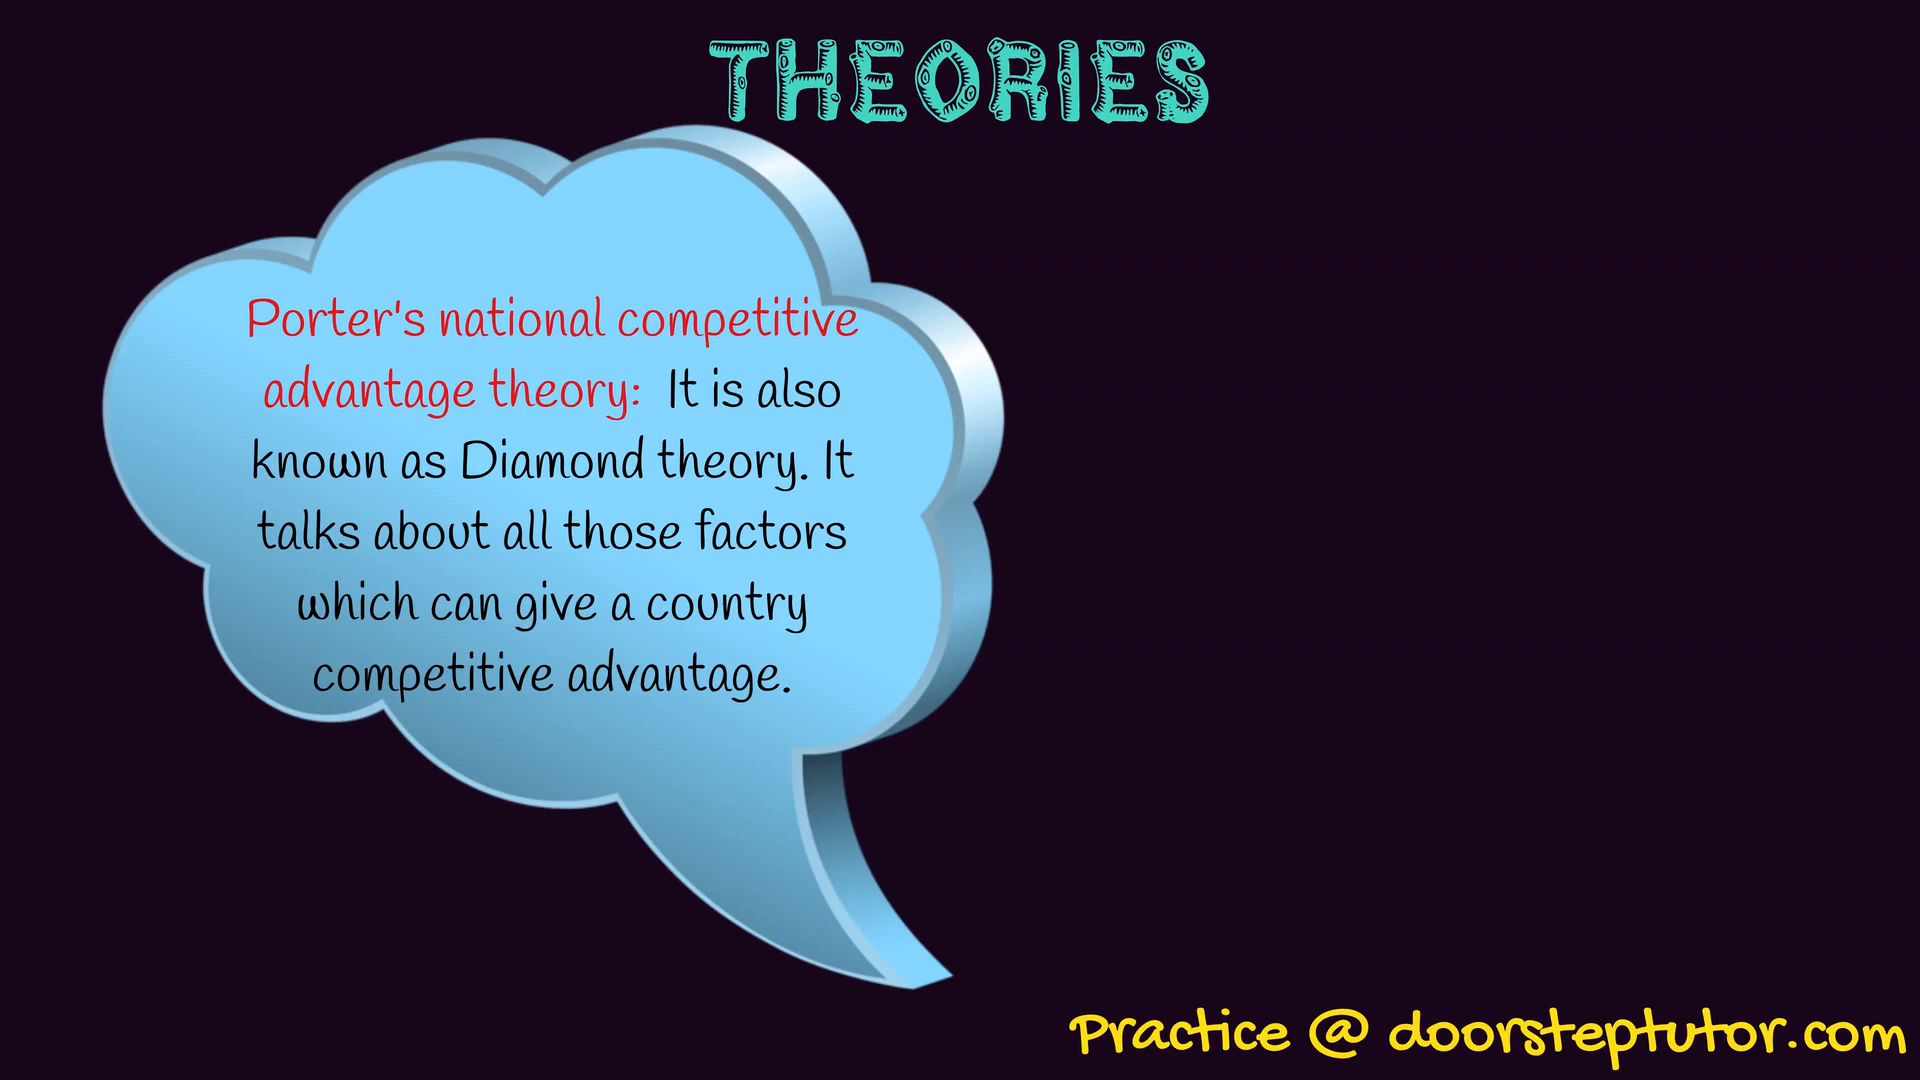 THEORIES
Porter's national competitive
advantage theory: It is also
known as Diamond theory. It
talks about all those factors
which can give a country
competitive advantage.
Practice @ doorsteptutor.com